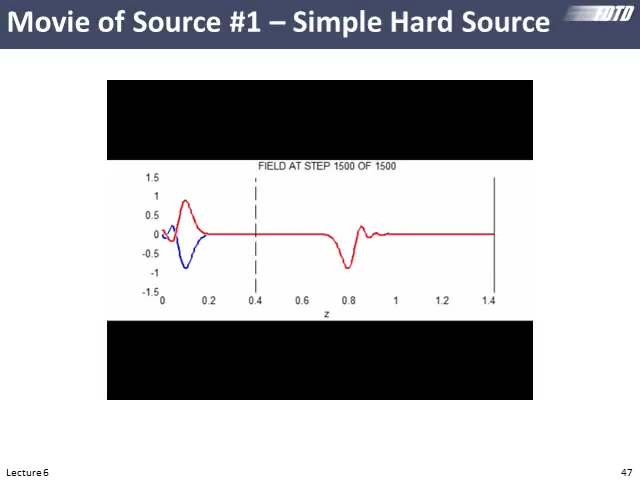 Movie of Source #1 – Simple Hard Source
FDTD
FIELD AT STEP 1500 OF 1500
1.5
1
0.5
0
-0.5
-1
-1.5
0 0.2 0.4 0.6 0.8 1 1.2 1.4
z
Lecture 6 47